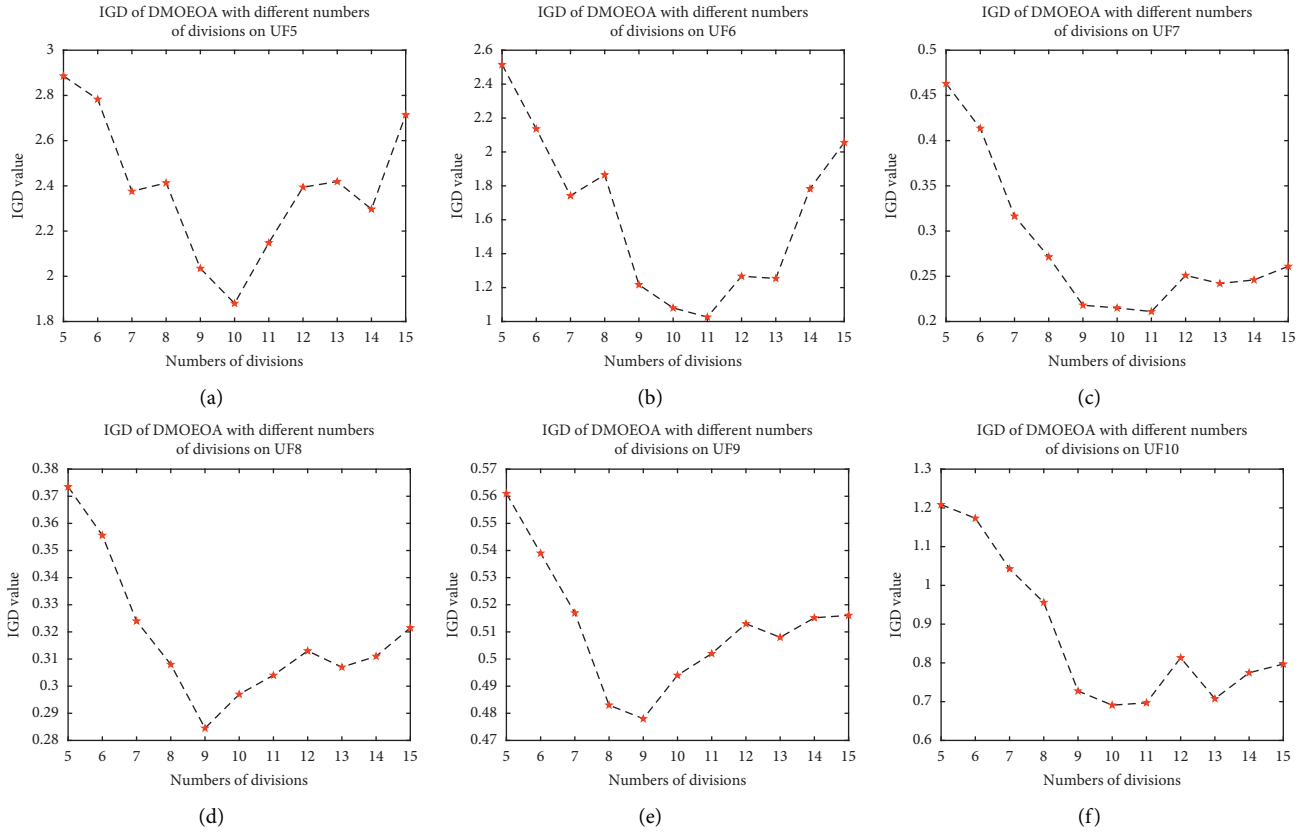 IGD of DMOEOA with different numbers
of divisions on UF5
3
2.8
2.6
2.4
2.2
2
1.8
IGD value
5 6 7 8 9 10 11 12 13 14 15
Numbers of divisions
(a)
IGD of DMOEOA with different numbers
of divisions on UF6
2.6
2.4
2.2
2
1.8
1.6
1.4
1.2
1
IGD value
5 6 7 8 9 10 11 12 13 14 15
Numbers of divisions
(b)
IGD of DMOEOA with different numbers
of divisions on UF7
0.5
0.45
0.4
0.35
0.3
0.25
0.2
IGD value
5 6 7 8 9 10 11 12 13 14 15
Numbers of divisions
(c)
IGD of DMOEOA with different numbers
of divisions on UF8
0.38
0.37
0.36
0.35
0.34
0.33
0.32
0.31
0.3
0.29
0.28
IGD value
5 6 7 8 9 10 11 12 13 14 15
Numbers of divisions
(d)
IGD of DMOEOA with different numbers
of divisions on UF9
0.57
0.56
0.55
0.54
0.53
0.52
0.51
0.5
0.49
0.48
0.47
IGD value
5 6 7 8 9 10 11 12 13 14 15
Numbers of divisions
(e)
IGD of DMOEOA with different numbers
of divisions on UF10
1.3
1.2
1.1
1
0.9
0.8
0.7
0.6
IGD value
5 6 7 8 9 10 11 12 13 14 15
Numbers of divisions
(f)